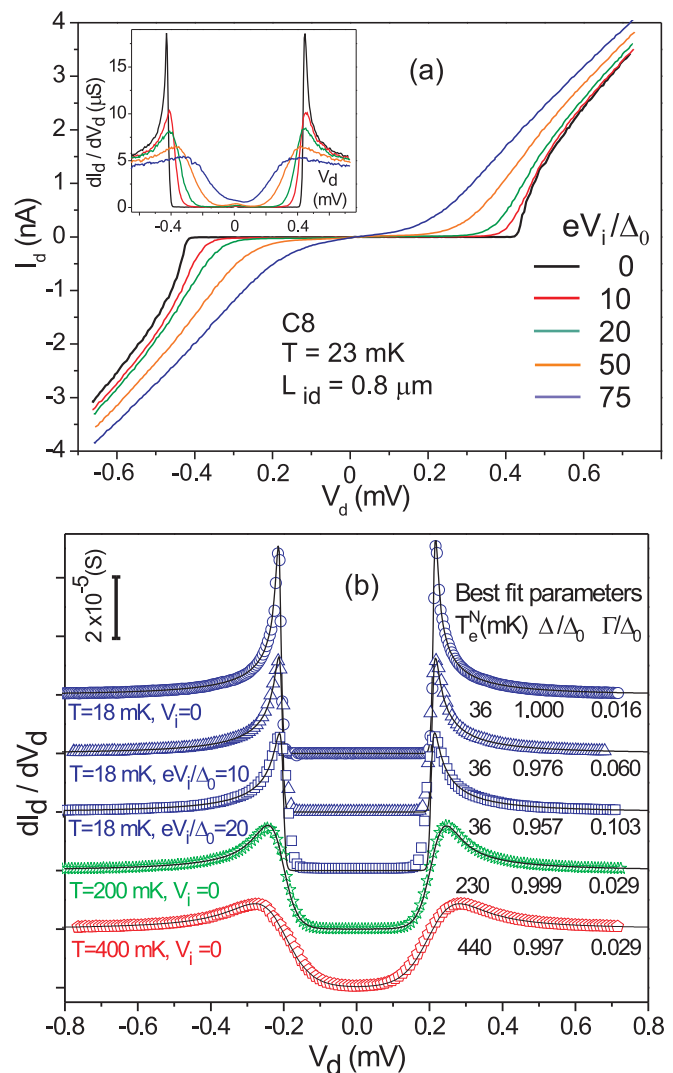 (a)
dI_d / dV_d (μS)
15
10
5
0
-0.4
0
0.4
V_d
(mV)
I_d (nA)
4
3
2
1
0
-1
-2
-3
-4
eV_i/Δ_0
0
10
20
50
75
C8
T = 23 mK
L_id = 0.8 μm
-0.6 -0.4 -0.2 0 0.2 0.4 0.6
V_d (mV)
(b)
2 x10⁻⁵(S)
Best fit parameters
T_e^N(mK) Δ/Δ_0 Γ/Δ_0
T=18 mK, V_i=0 36 1.000 0.016
T=18 mK, eV_i/Δ_0=10 36 0.976 0.060
T=18 mK, eV_i/Δ_0=20 36 0.957 0.103
T=200 mK, V_i =0 230 0.999 0.029
T=400 mK, V_i =0 440 0.997 0.029
dI_d / dV_d
-0.8 -0.6 -0.4 -0.2 0.0 0.2 0.4 0.6 0.8
V_d (mV)